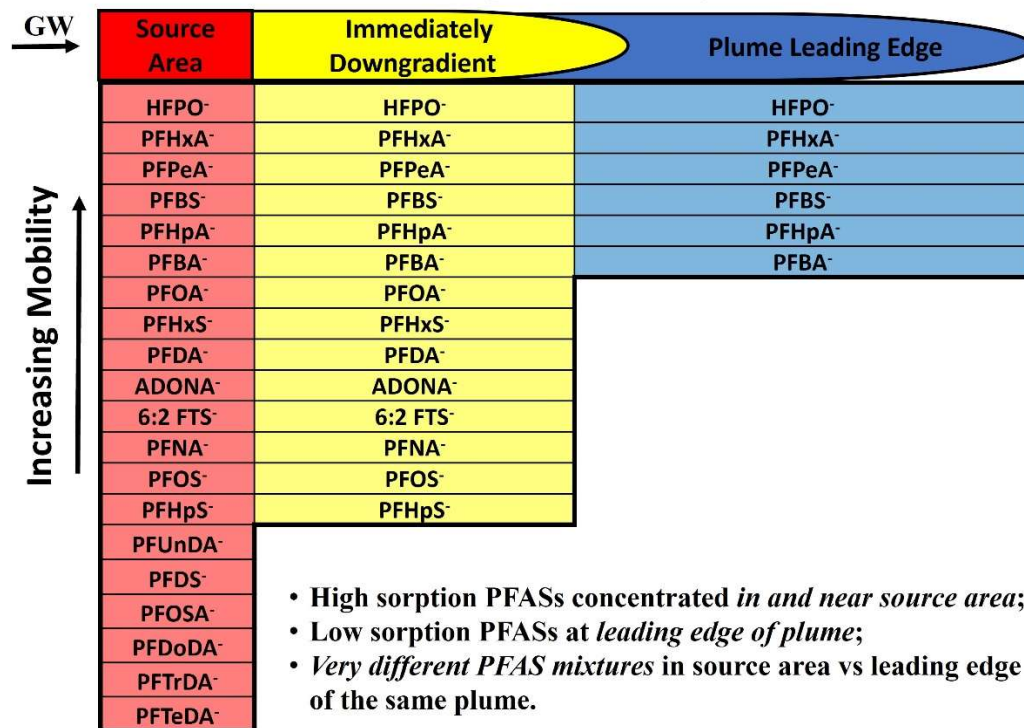 GW
Source
Area
Immediately
Downgradient
Plume Leading Edge
Increasing Mobility
HFPO- HFPO- HFPO-
PFHxA- PFHxA- PFHxA-
PFPeA- PFPeA- PFPeA-
PFBS- PFBS- PFBS-
PFHpA- PFHpA- PFHpA-
PFBA- PFBA- PFBA-
PFOA- PFOA-
PFHxS- PFHxS-
PFDA- PFDA-
ADONA- ADONA-
6:2 FTS- 6:2 FTS-
PFNA- PFNA-
PFOS- PFOS-
PFHpS- PFHpS-
PFUnDA-
PFDS-
PFOSA-
PFDoDA-
PFTrDA-
PFTeDA-
• High sorption PFASs concentrated in and near source area;
• Low sorption PFASs at leading edge of plume;
• Very different PFAS mixtures in source area vs leading edge
of the same plume.